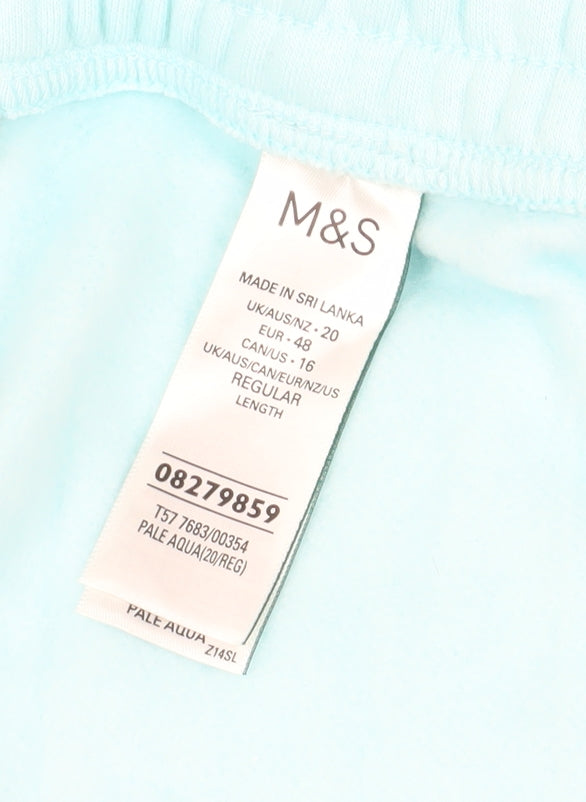 M&S
MADE IN SRI LANKA
UK/AUS/NZ • 20
EUR • 48
CAN/US • 16
UK/AUS/CAN/EUR/NZ/US
REGULAR
LENGTH
08279859
T57 7683/00354
PALE AQUA(20/REG)
PALE AQUA
Z14SL